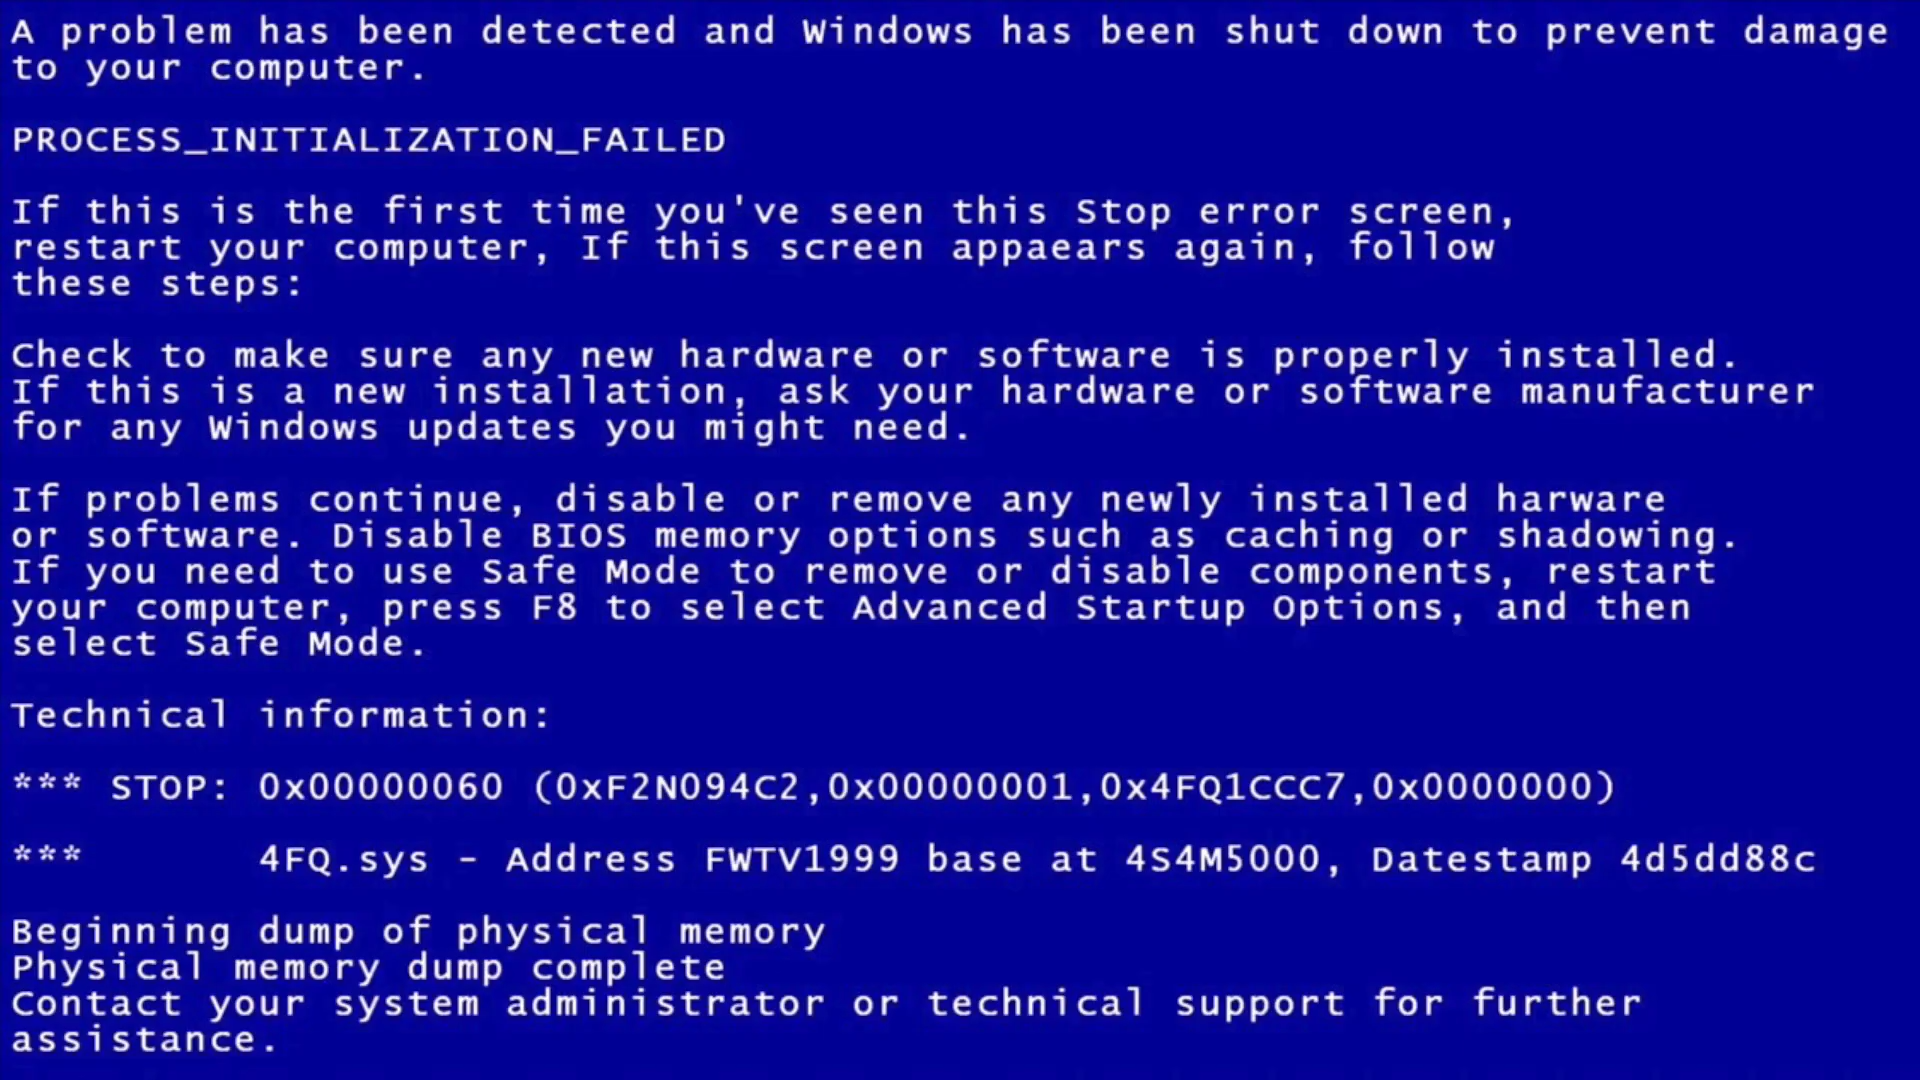 A problem has been detected and Windows has been shut down to prevent damage
to your computer.
PROCESS_INITIALIZATION_FAILED
If this is the first time you've seen this Stop error screen,
restart your computer, If this screen appaears again, follow
these steps:
Check to make sure any new hardware or software is properly installed.
If this is a new installation, ask your hardware or software manufacturer
for any Windows updates you might need.
If problems continue, disable or remove any newly installed harware
or software. Disable BIOS memory options such as caching or shadowing.
If you need to use Safe Mode to remove or disable components, restart
your computer, press F8 to select Advanced Startup Options, and then
select Safe Mode.
Technical information:
*** STOP: 0x00000060 (0xF2N094C2,0x00000001,0x4FQ1CCC7,0x0000000)
*** 4FQ.sys - Address FWTV1999 base at 4S4M5000, Datestamp 4d5dd88c
Beginning dump of physical memory
Physical memory dump complete
Contact your system administrator or technical support for further
assistance.